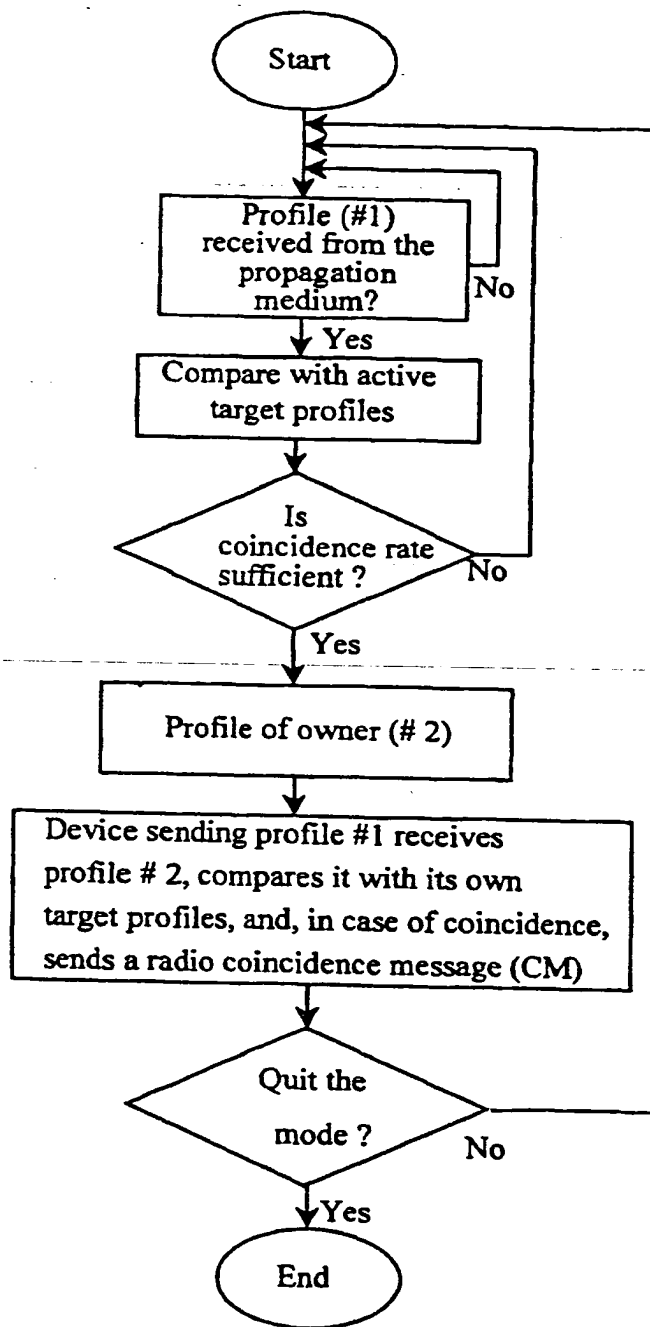 Start
Profile (#1)
received from the
propagation
medium?
No
Yes
Compare with active
target profiles
Is
coincidence rate
sufficient ?
No
Yes
Profile of owner (# 2)
Device sending profile #1 receives
profile # 2, compares it with its own
target profiles, and, in case of coincidence,
sends a radio coincidence message (CM)
Quit the
mode ?
No
Yes
End